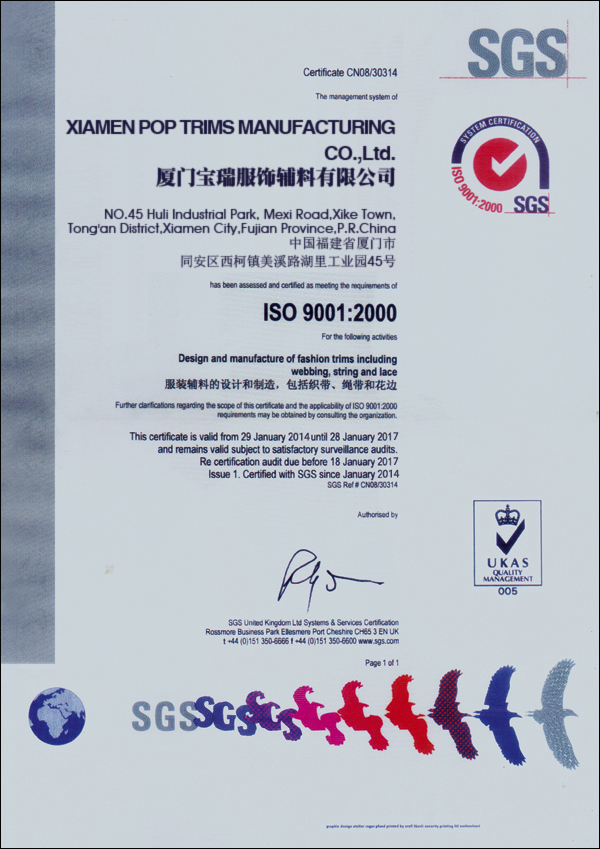 SGS
Certificate CN08/30314
The management system of
XIAMEN POP TRIMS MANUFACTURING
CO.,Ltd.
厦门宝瑞服饰辅料有限公司
SYSTEM CERTIFICATION
ISO 9001:2000
SGS
NO.45 Huli Industrial Park, Mexi Road,Xike Town,
Tong'an District,Xiamen City,Fujian Province,P.R.China
中国福建省厦门市
同安区西柯镇美溪路湖里工业园45号
has been assessed and certified as meeting the requirements of
ISO 9001:2000
For the following activities
Design and manufacture of fashion trims including
webbing, string and lace
服装辅料的设计和制造，包括织带、绳带和花边
Further clarifications regarding the scope of this certificate and the applicability of ISO 9001:2000
requirements may be obtained by consulting the organization.
This certificate is valid from 29 January 2014 until 28 January 2017
and remains valid subject to satisfactory surveillance audits.
Re certification audit due before 18 January 2017
Issue 1. Certified with SGS since January 2014
SGS Ref # CN08/30314
Authorised by
UKAS
QUALITY
MANAGEMENT
005
SGS United Kingdom Ltd Systems & Services Certification
Rossmore Business Park Ellesmere Port Cheshire CH65 3 EN UK
t +44 (0)151 350-6666 f +44 (0)151 350-6600 www.sgs.com
Page 1 of 1
SGS SGS SGS